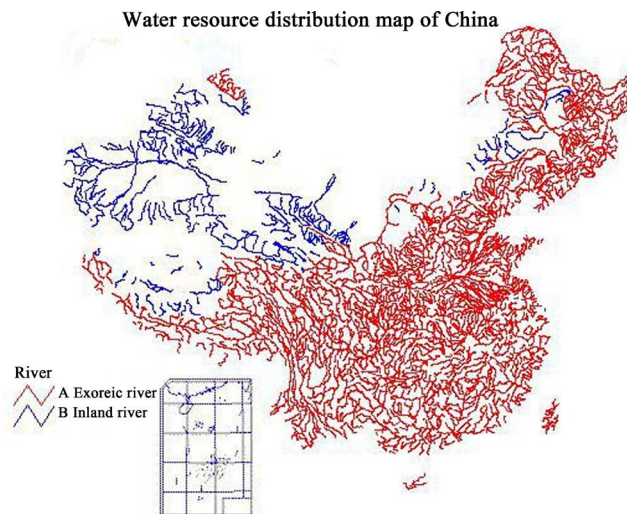 Water resource distribution map of China
River
A Exoreic river
B Inland river